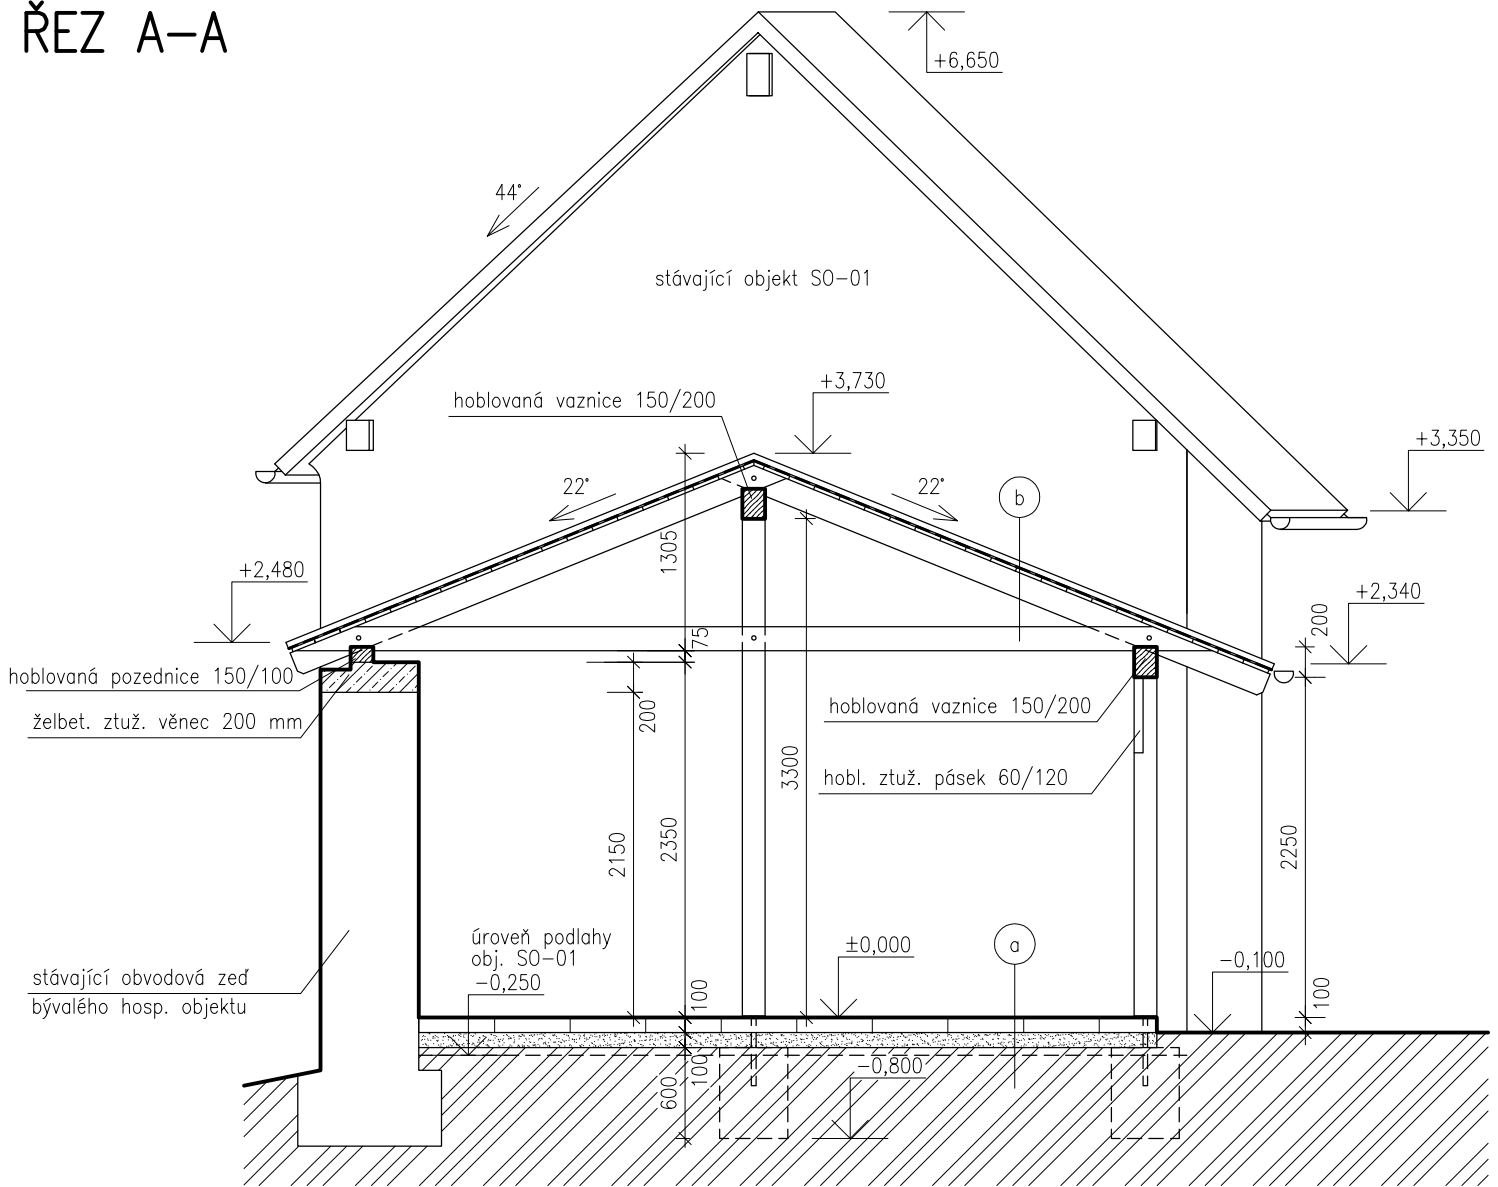 ŘEZ A–A
+6,650
44°
stávající objekt SO–01
+3,730
hoblovaná vaznice 150/200
+3,350
22°
22°
b
1305
+2,480
+2,340
200
75
hoblovaná pozednice 150/100
hoblovaná vaznice 150/200
želbet. ztuž. věnec 200 mm
200
3300
hobl. ztuž. pásek 60/120
2150
2350
2250
úroveň podlahy
obj. SO–01
–0,250
±0,000
a
–0,100
stávající obvodová zeď
bývalého hosp. objektu
100
100
100
600
–0,800